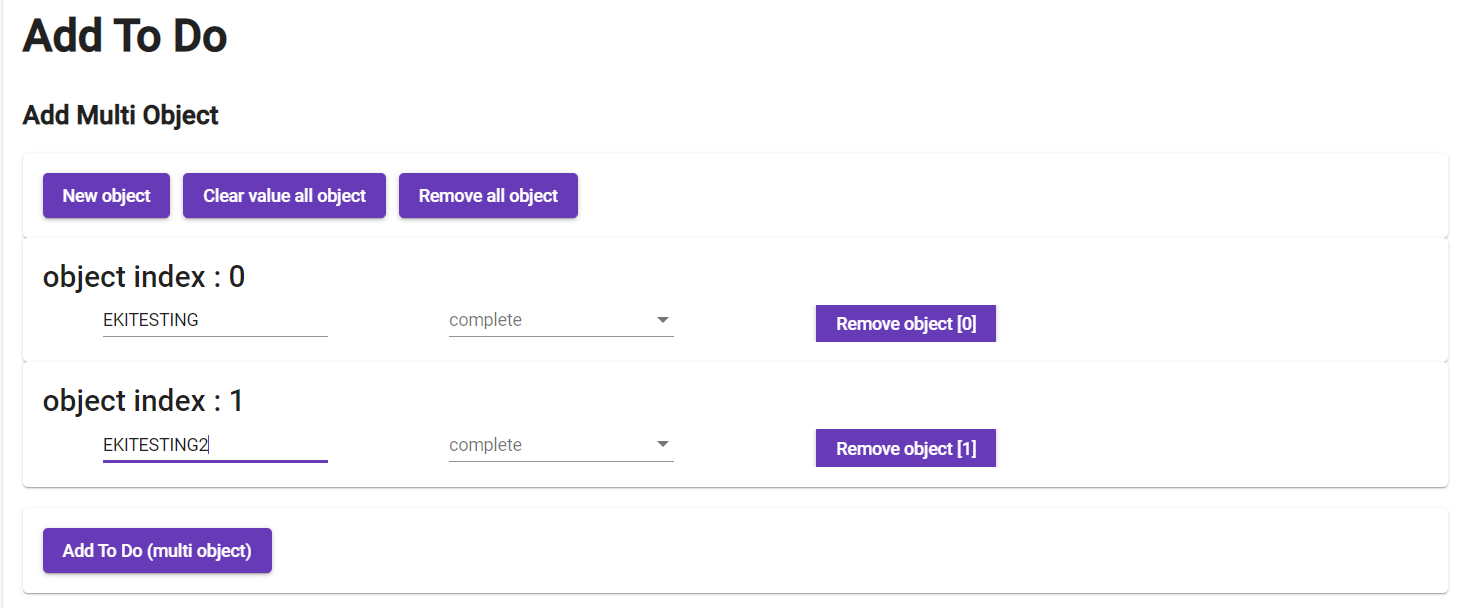 Add To Do
Add Multi Object
New object Clear value all object Remove all object
object index : 0
EKITESTING complete Remove object [0]
object index : 1
EKITESTING2 complete Remove object [1]
Add To Do (multi object)